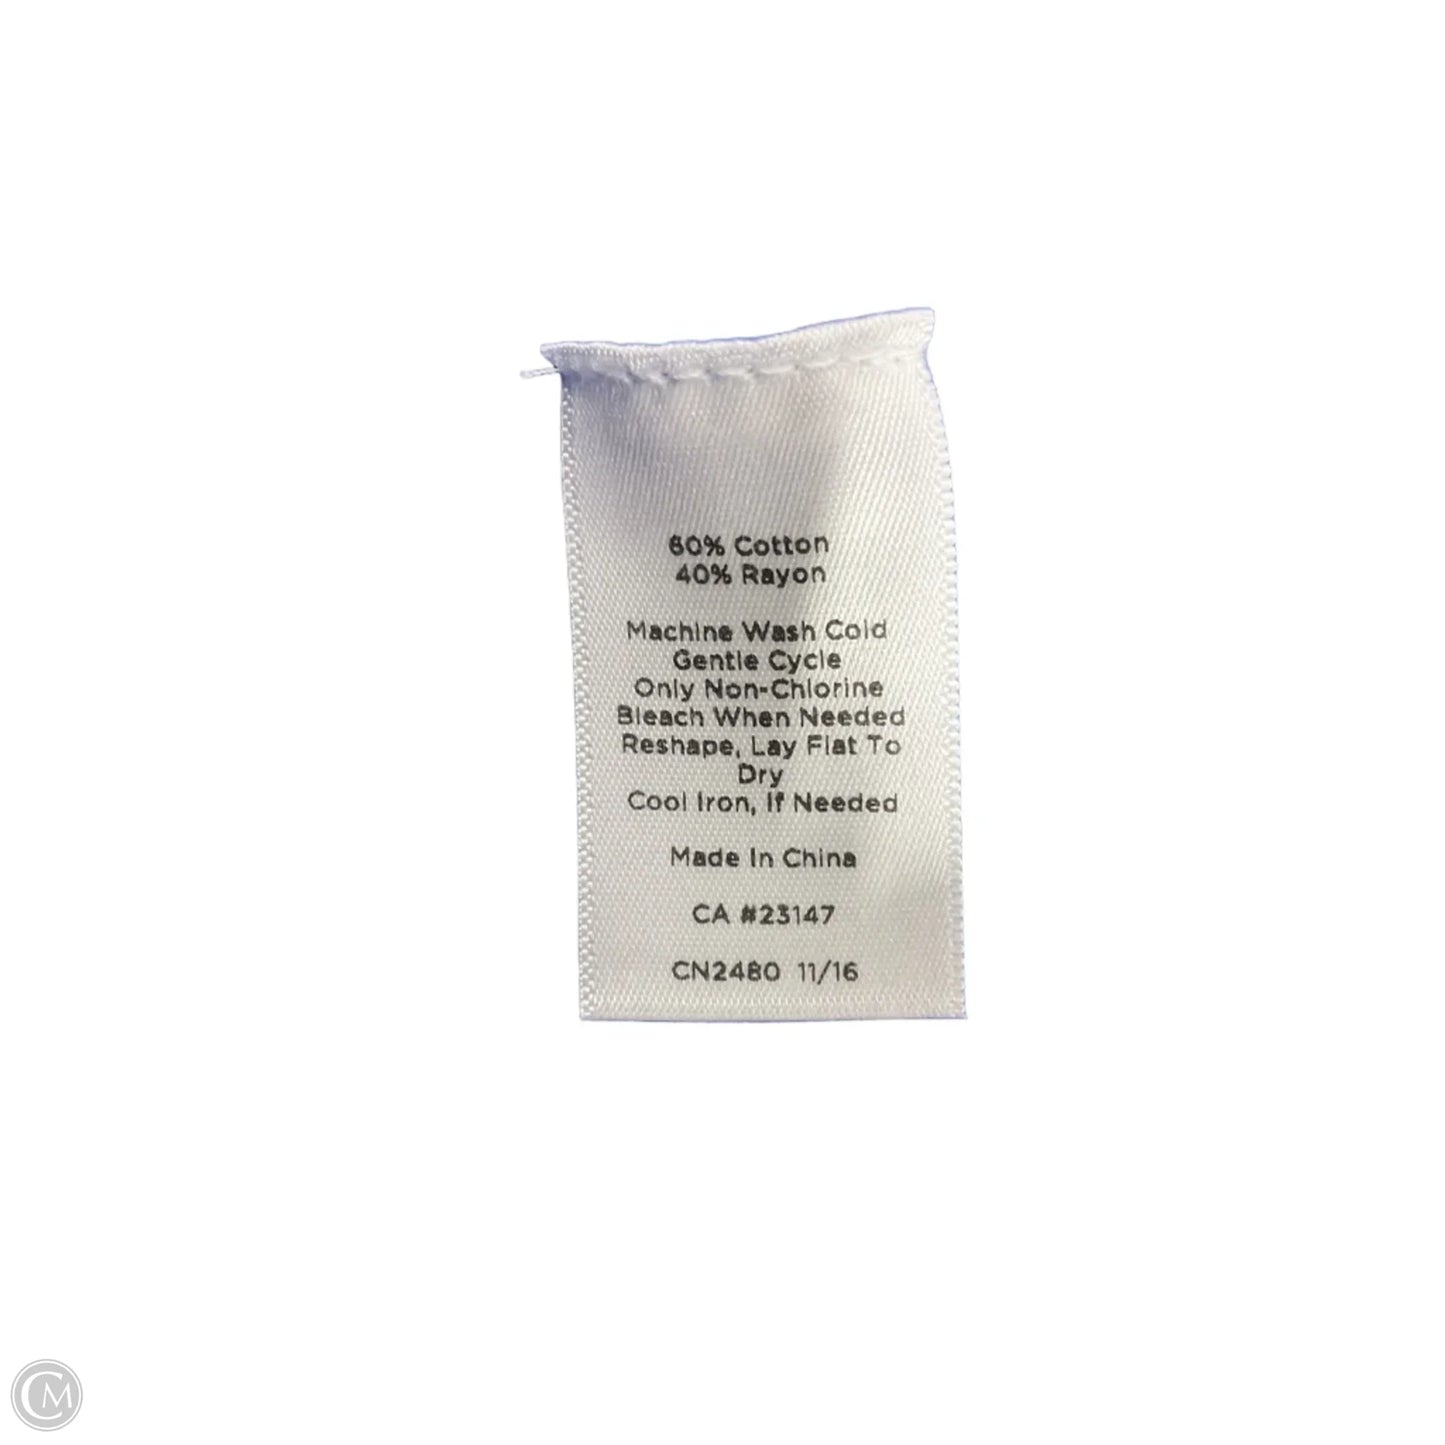 60% Cotton
40% Rayon
Machine Wash Cold
Gentle Cycle
Only Non-Chlorine
Bleach When Needed
Reshape, Lay Flat To
Dry
Cool Iron, If Needed
Made In China
CA #23147
CN2480 11/16
CM